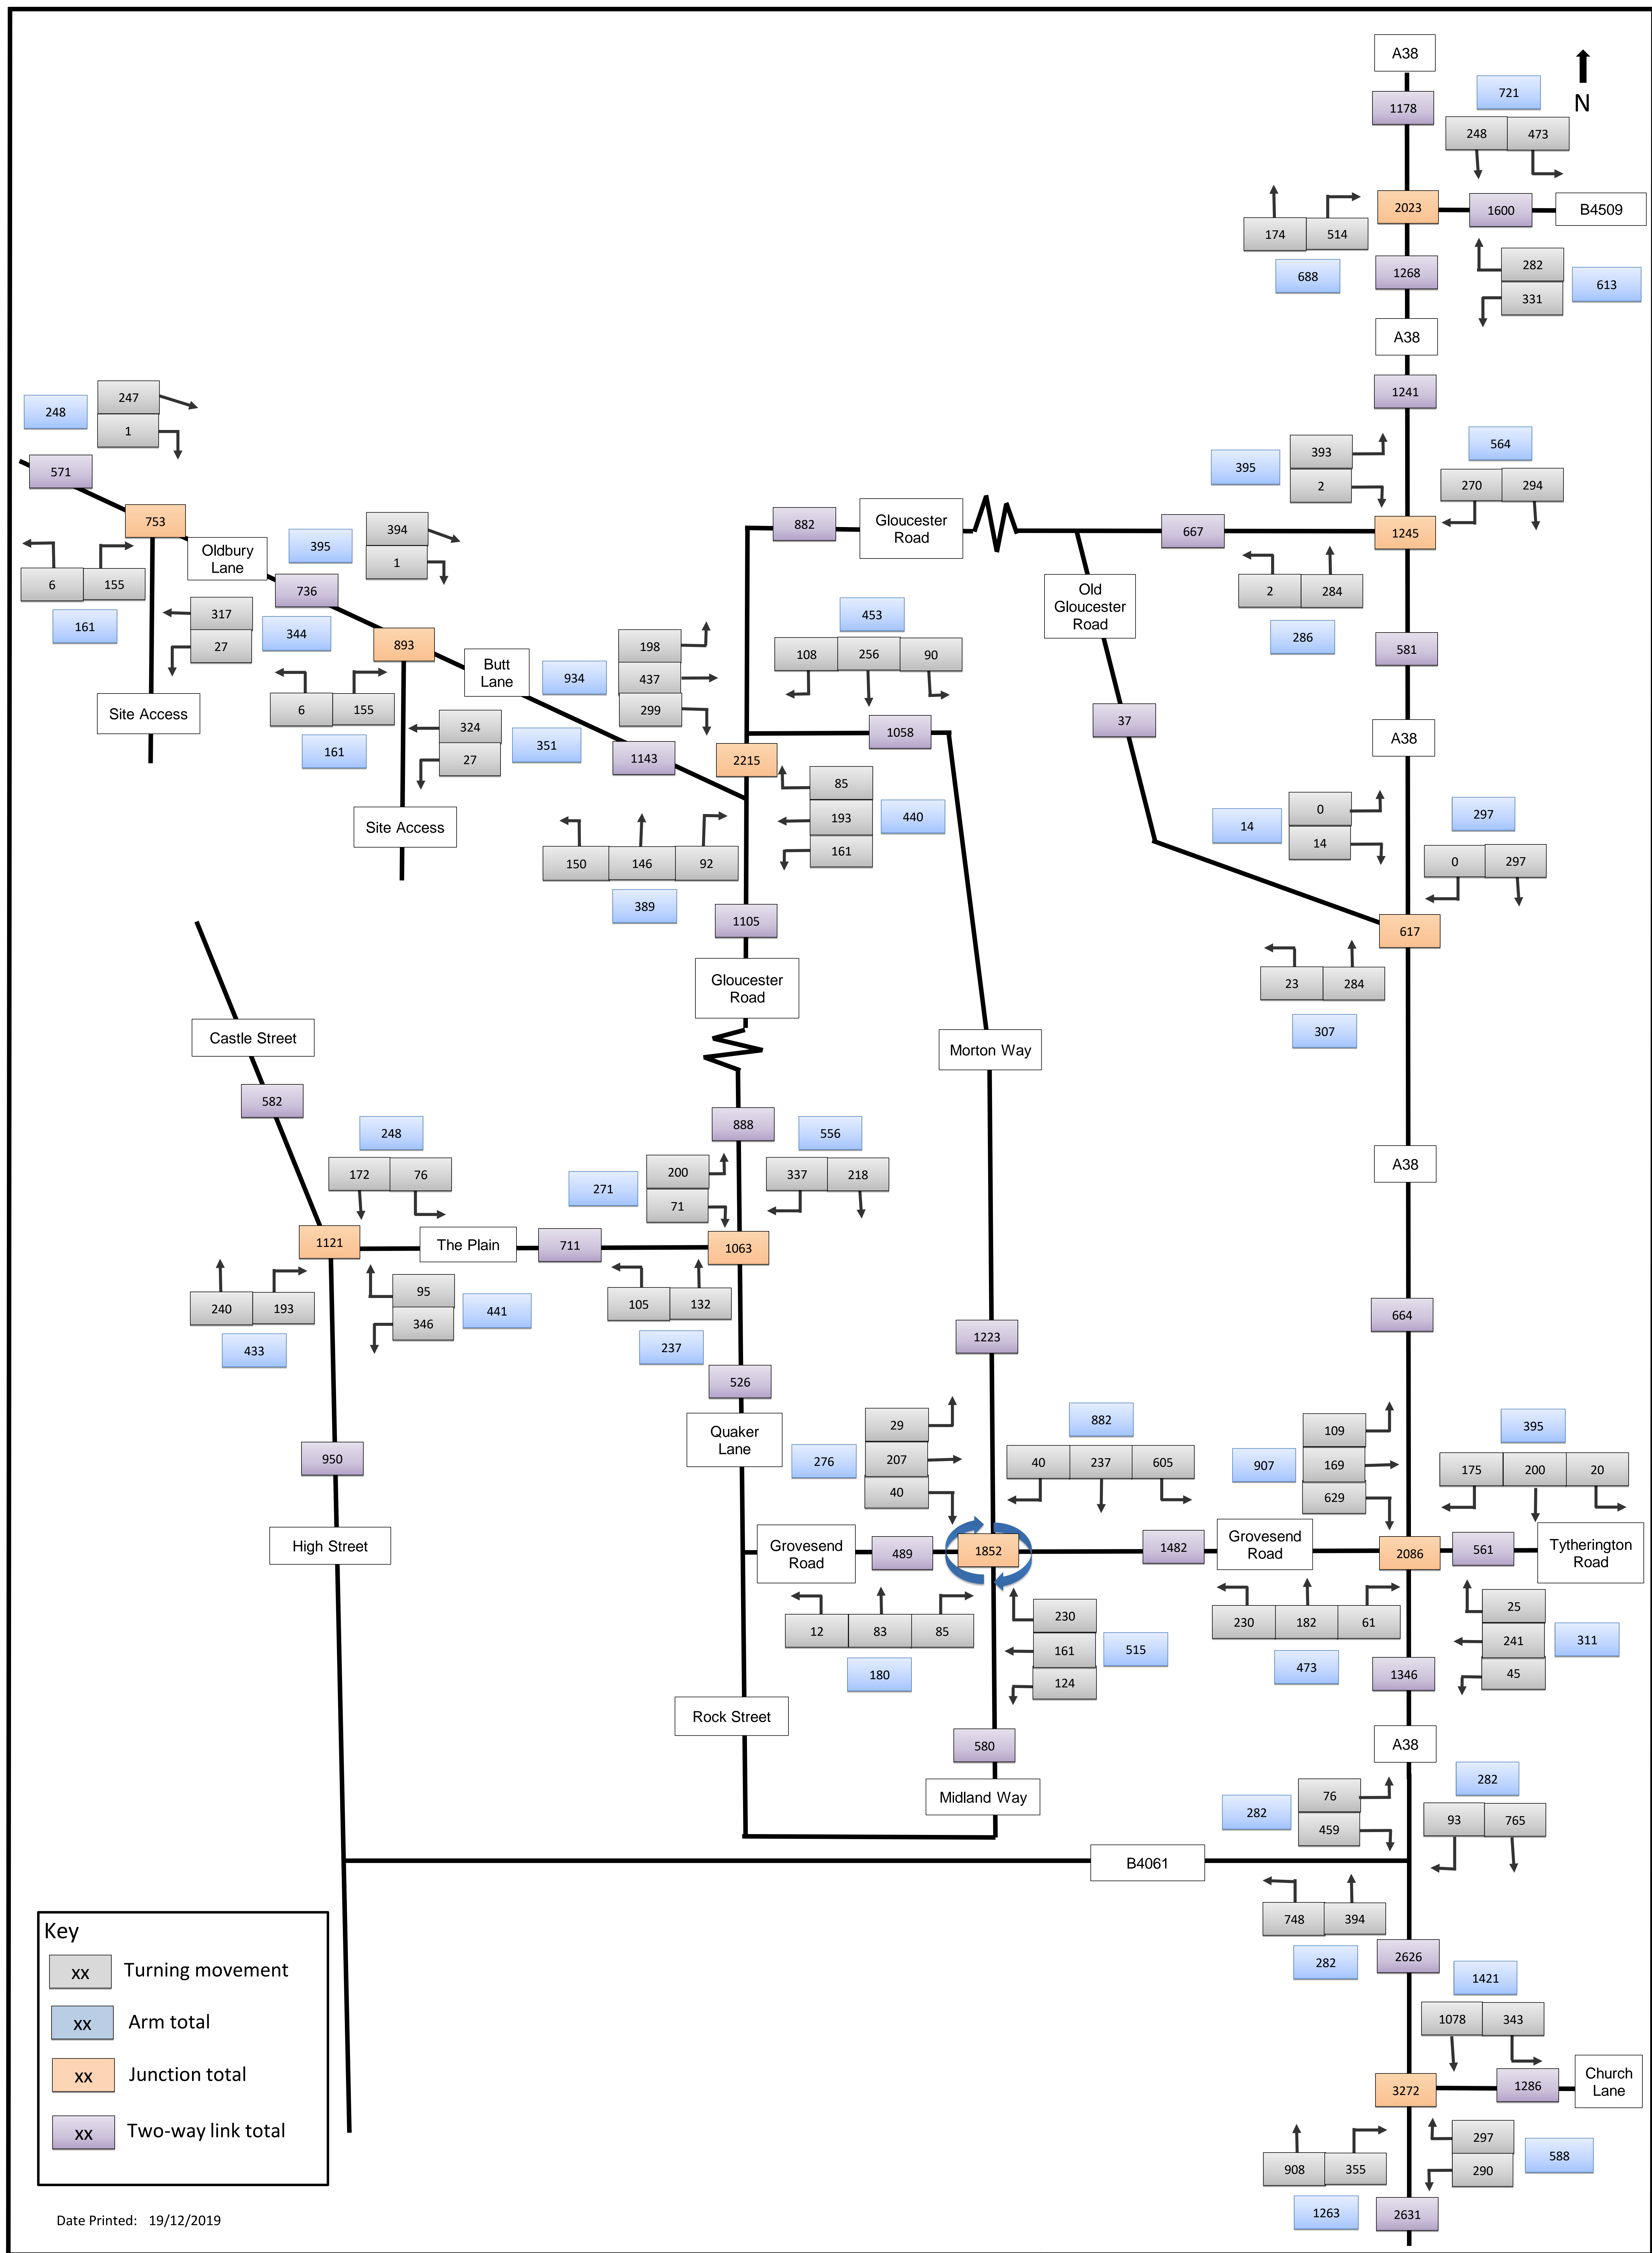 A38
1178
721
248 473
N
2023
1600
B4509
174 514
688
1268
282
331
613
A38
1241
248
247
1
571
753
Oldbury
Lane
6 155
161
395
394
1
736
317
27
344
893
Site Access
6 155
161
Butt
Lane
324
27
351
Site Access
934
198
437
299
1143
882
Gloucester
Road
453
108 256 90
1058
2215
85
193
161
440
150 146 92
389
1105
Gloucester
Road
667
395
393
2
564
270 294
1245
2 284
286
Old
Gloucester
Road
581
37
A38
14
0
14
297
0 297
617
23 284
307
Castle Street
582
248
172 76
1121
The Plain
711
240 193
433
95
346
441
Morton Way
888
271
200
71
556
337 218
1063
105 132
237
526
Quaker
Lane
A38
664
1223
950
High Street
276
29
207
40
882
40 237 605
Grovesend
Road
489
1852
1482
Grovesend
Road
12 83 85
180
230
161
124
515
907
109
169
629
395
175 200 20
2086
561
Tytherington
Road
230 182 61
473
25
241
45
311
1346
Rock Street
580
Midland Way
A38
282
76
459
282
93 765
B4061
748 394
282
2626
1421
1078 343
3272
1286
Church
Lane
908 355
1263
297
290
588
2631
Key
xx Turning movement
xx Arm total
xx Junction total
xx Two-way link total
Date Printed: 19/12/2019